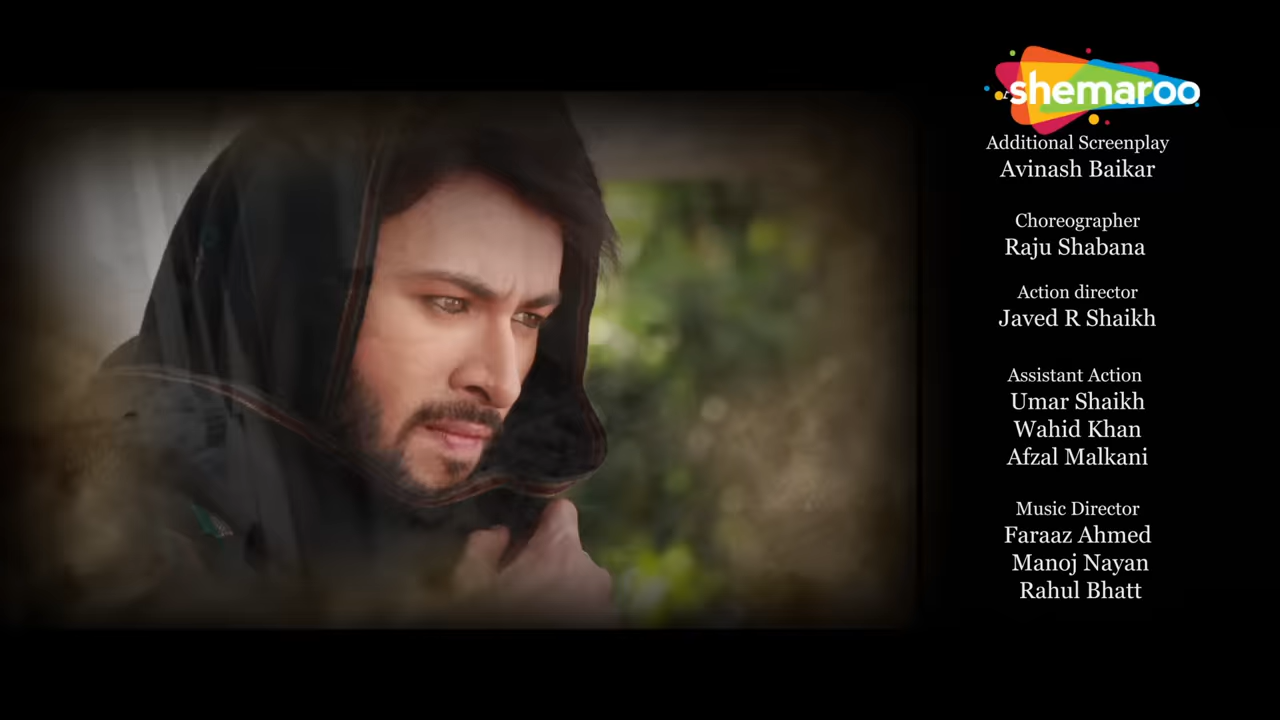 shemaroo
Additional Screenplay
Avinash Baikar
Choreographer
Raju Shabana
Action director
Javed R Shaikh
Assistant Action
Umar Shaikh
Wahid Khan
Afzal Malkani
Music Director
Faraaz Ahmed
Manoj Nayan
Rahul Bhatt